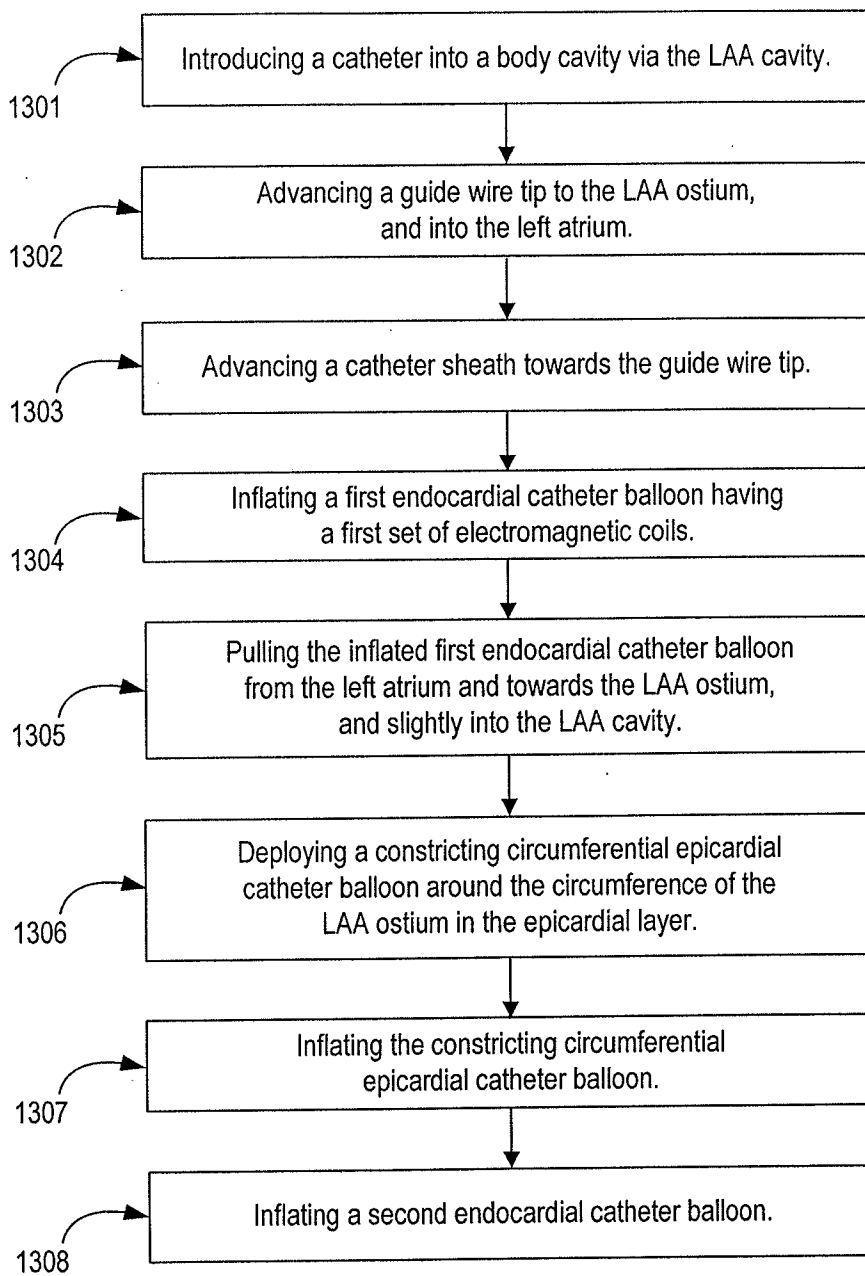 Introducing a catheter into a body cavity via the LAA cavity.
1301
Advancing a guide wire tip to the LAA ostium,
and into the left atrium.
1302
Advancing a catheter sheath towards the guide wire tip.
1303
Inflating a first endocardial catheter balloon having
a first set of electromagnetic coils.
1304
Pulling the inflated first endocardial catheter balloon
from the left atrium and towards the LAA ostium,
and slightly into the LAA cavity.
1305
Deploying a constricting circumferential epicardial
catheter balloon around the circumference of the
LAA ostium in the epicardial layer.
1306
Inflating the constricting circumferential
epicardial catheter balloon.
1307
Inflating a second endocardial catheter balloon.
1308